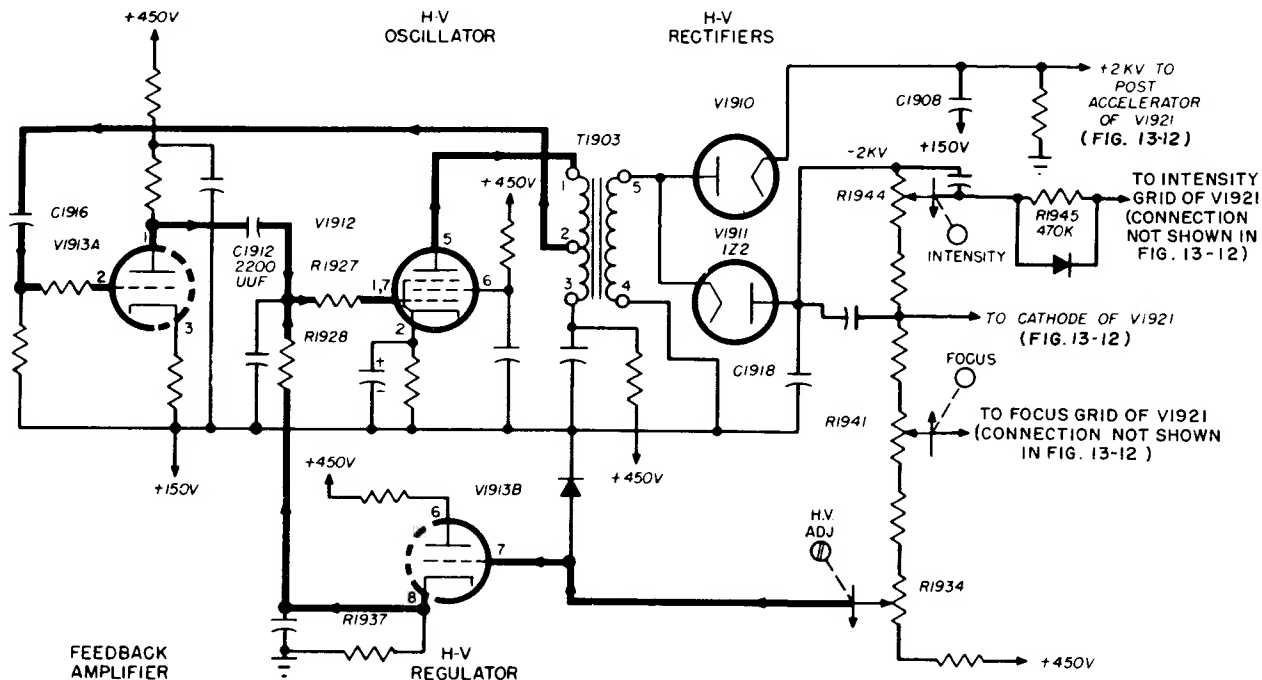 +450V
H-V
OSCILLATOR
H-V
RECTIFIERS
V1910
C1908
+2KV TO
POST
ACCELERATOR
OF V1921
(FIG. 13-12)
+150V
T1903
-2KV
+450V
R1944
INTENSITY
R1945
470K
TO INTENSITY
GRID OF V1921
(CONNECTION
NOT SHOWN IN
FIG. 13-12)
C1916
V1913A
1
2
3
C1912
2200
UUF
V1912
R1927
R1928
5
1,7
6
2
1
2
3
5
4
V1911
1Z2
C1918
TO CATHODE OF V1921
(FIG. 13-12)
FOCUS
R1941
TO FOCUS GRID OF V1921
(CONNECTION NOT SHOWN
IN FIG. 13-12)
+150V
+450V
V1913B
+450V
6
7
8
H.V.
ADJ
R1934
R1937
+450V
FEEDBACK
AMPLIFIER
H-V
REGULATOR